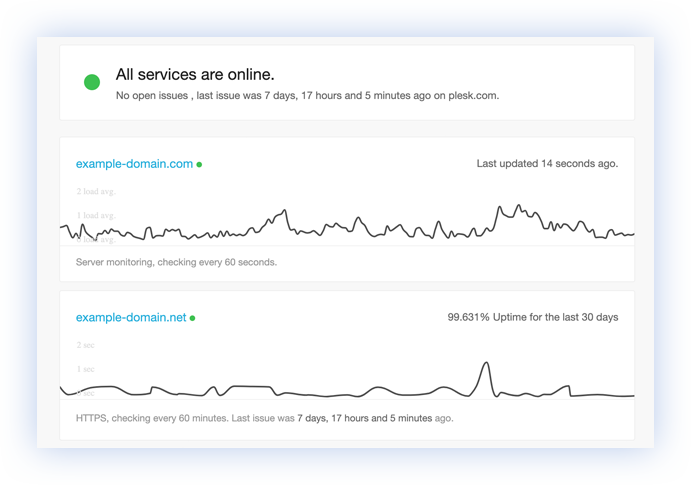 All services are online.
No open issues , last issue was 7 days, 17 hours and 5 minutes ago on plesk.com.
example-domain.com
Last updated 14 seconds ago.
2 load avg.
1 load avg.
0 load avg.
Server monitoring, checking every 60 seconds.
example-domain.net
99.631% Uptime for the last 30 days
2 sec
1 sec
0 sec
HTTPS, checking every 60 minutes. Last issue was 7 days, 17 hours and 5 minutes ago.